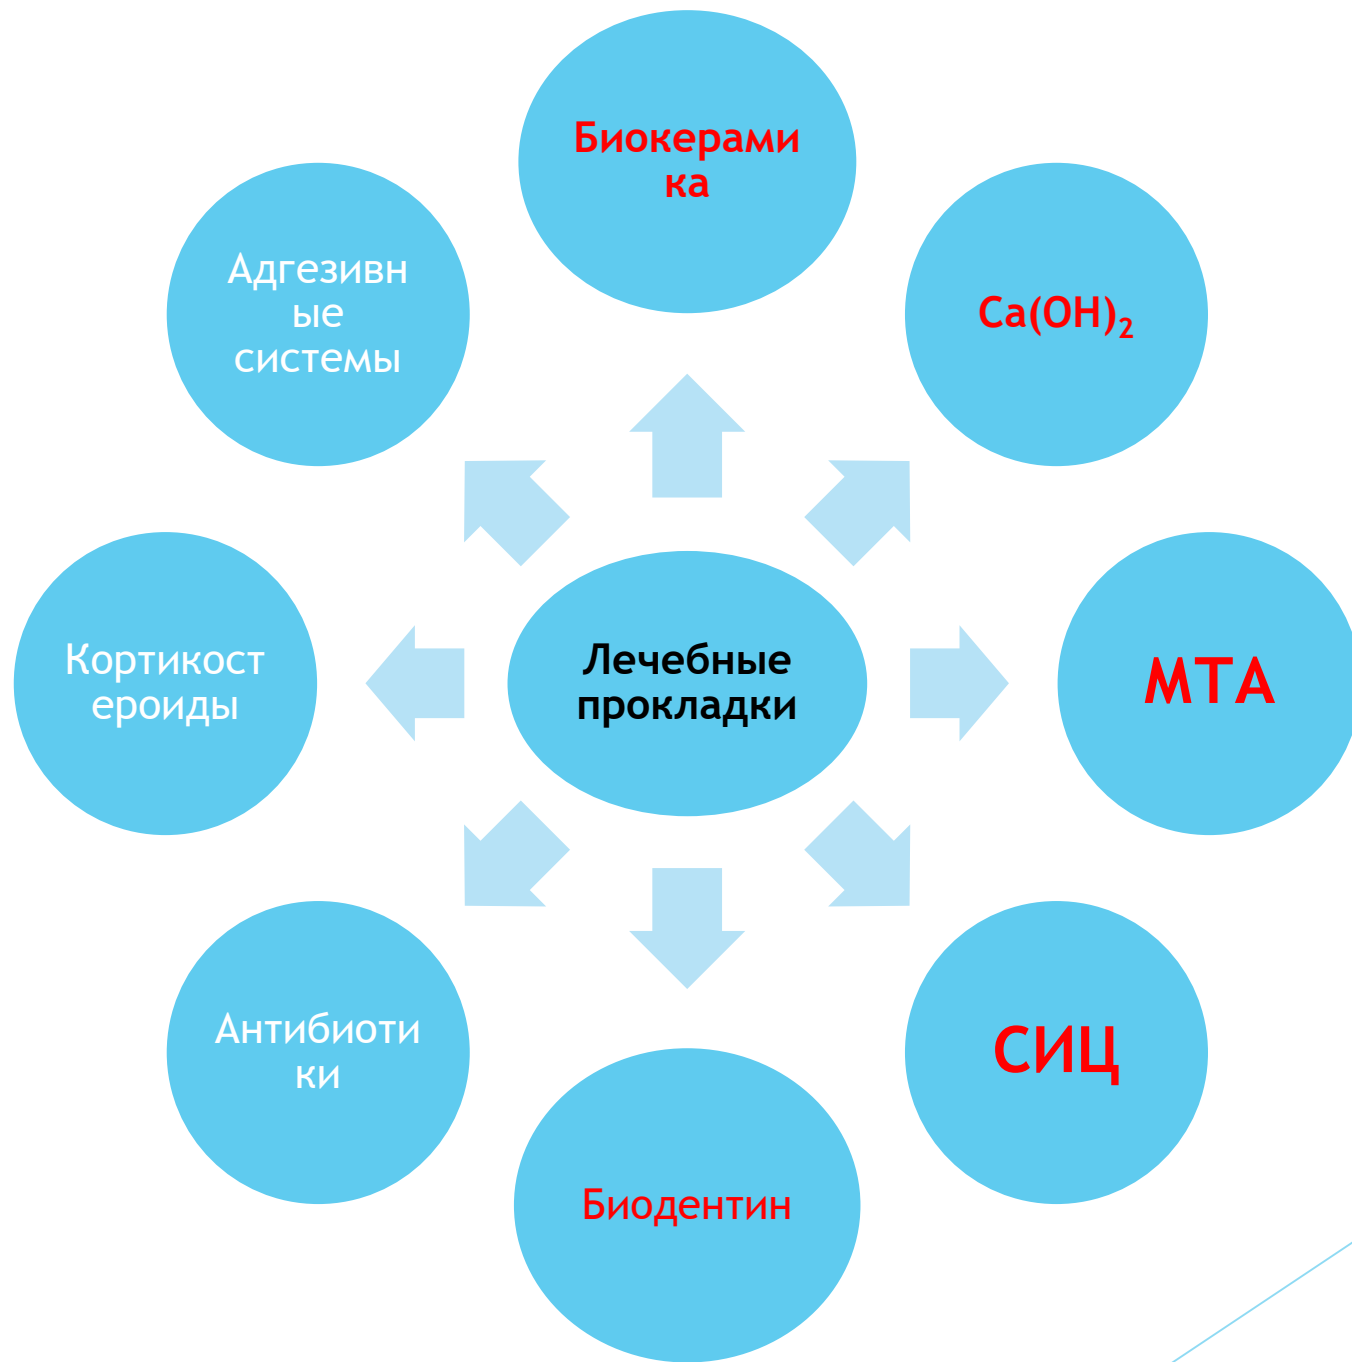 Биокерами
ка
Адгезивн
ые
системы
Ca(OH)₂
Кортикост
ероиды
Лечебные
прокладки
МТА
Антибиоти
ки
СИЦ
Биодентин